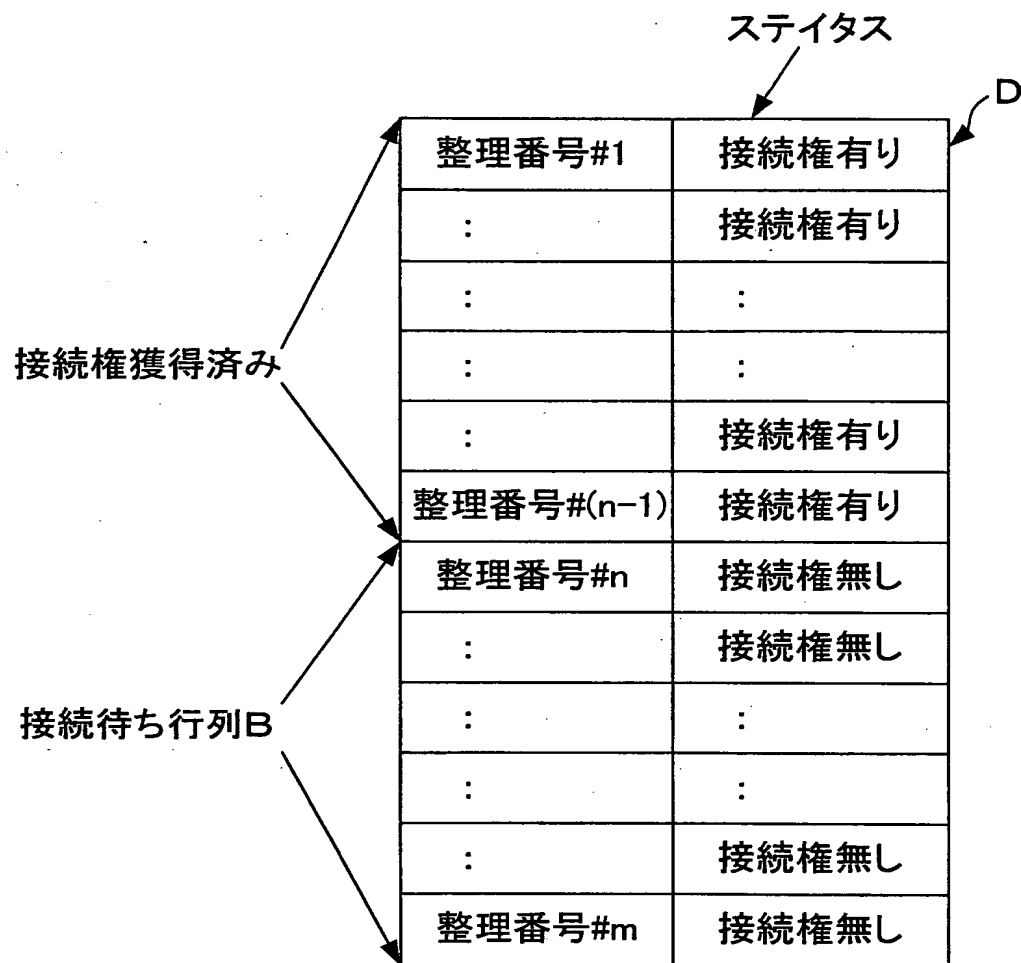 ステイタス
D
整理番号#1 接続権有り
: 接続権有り
: :
接続権獲得済み : :
: 接続権有り
整理番号#(n-1) 接続権有り
整理番号#n 接続権無し
: 接続権無し
接続待ち行列B : :
: :
: 接続権無し
整理番号#m 接続権無し